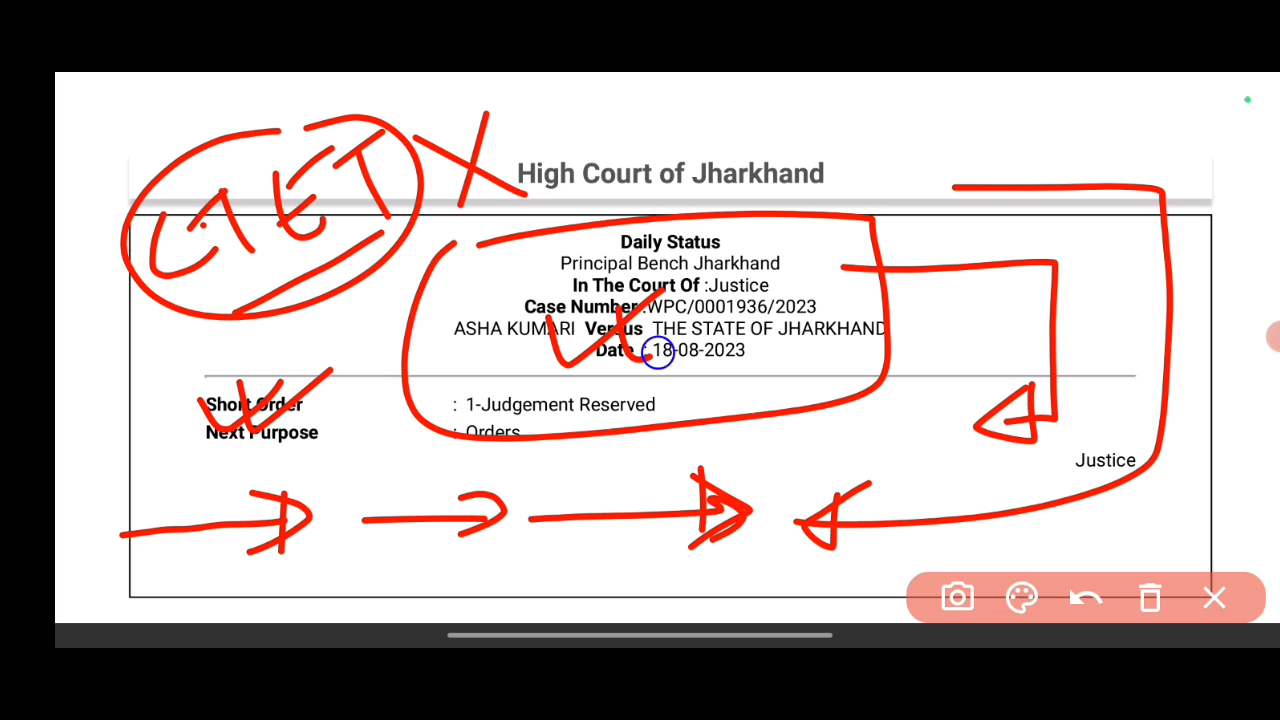 High Court of Jharkhand
Daily Status
Principal Bench Jharkhand
In The Court Of :Justice
Case Number :WPC/0001936/2023
ASHA KUMARI Versus THE STATE OF JHARKHAND
Date : 18-08-2023
Short Order : 1-Judgement Reserved
Next Purpose : Orders
Justice